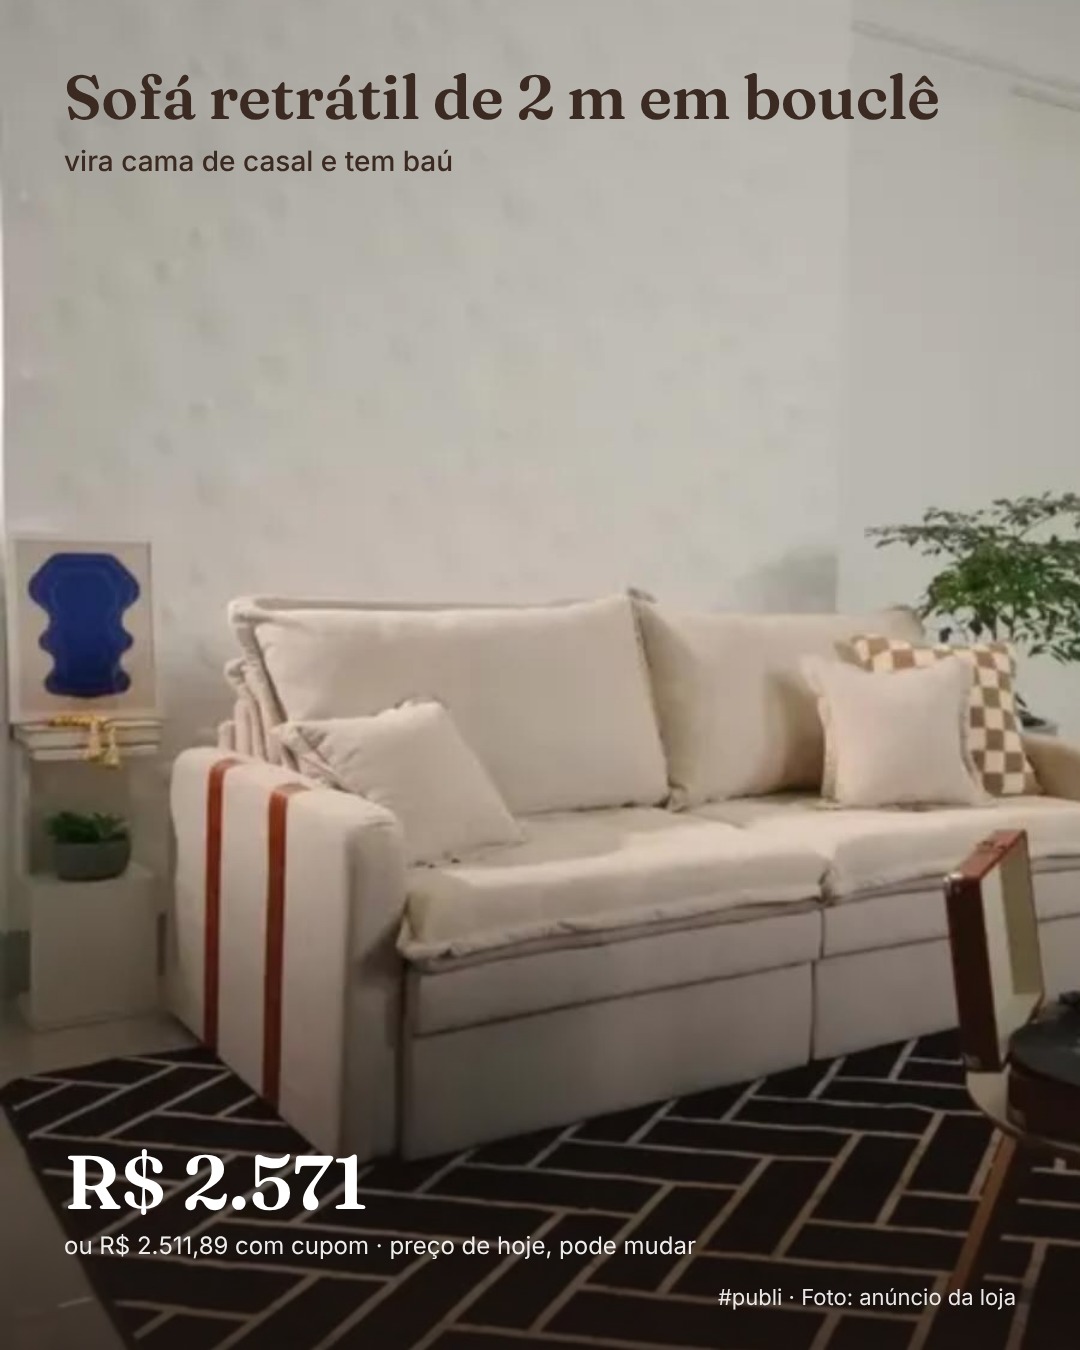 Sofá retrátil de 2 m em bouclê
vira cama de casal e tem baú
R$ 2.571
ou R$ 2.511,89 com cupom · preço de hoje, pode mudar
#publi · Foto: anúncio da loja